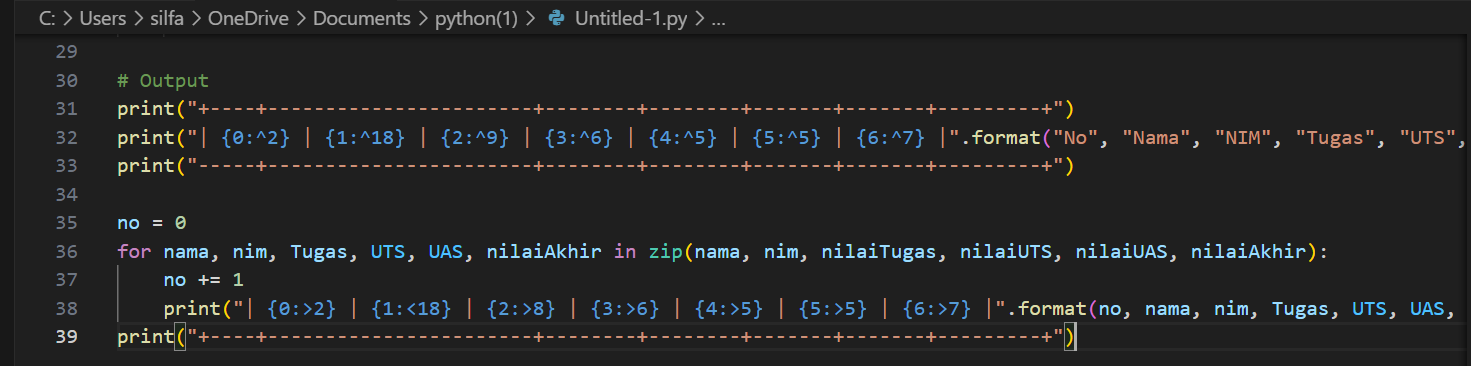 C: > Users > silfa > OneDrive > Documents > python(1) > Untitled-1.py > ...
29
30 # Output
31 print("+----+-----------------------+--------+--------+-------+-------+---------+")
32 print("| {0:^2} | {1:^18} | {2:^9} | {3:^6} | {4:^5} | {5:^5} | {6:^7} |".format("No", "Nama", "NIM", "Tugas", "UTS",
33 print("-----+-----------------------+--------+--------+-------+-------+---------+")
34
35 no = 0
36 for nama, nim, Tugas, UTS, UAS, nilaiAkhir in zip(nama, nim, nilaiTugas, nilaiUTS, nilaiUAS, nilaiAkhir):
37     no += 1
38     print("| {0:>2} | {1:<18} | {2:>8} | {3:>6} | {4:>5} | {5:>5} | {6:>7} |".format(no, nama, nim, Tugas, UTS, UAS,
39 print("+----+-----------------------+--------+--------+-------+-------+---------+")